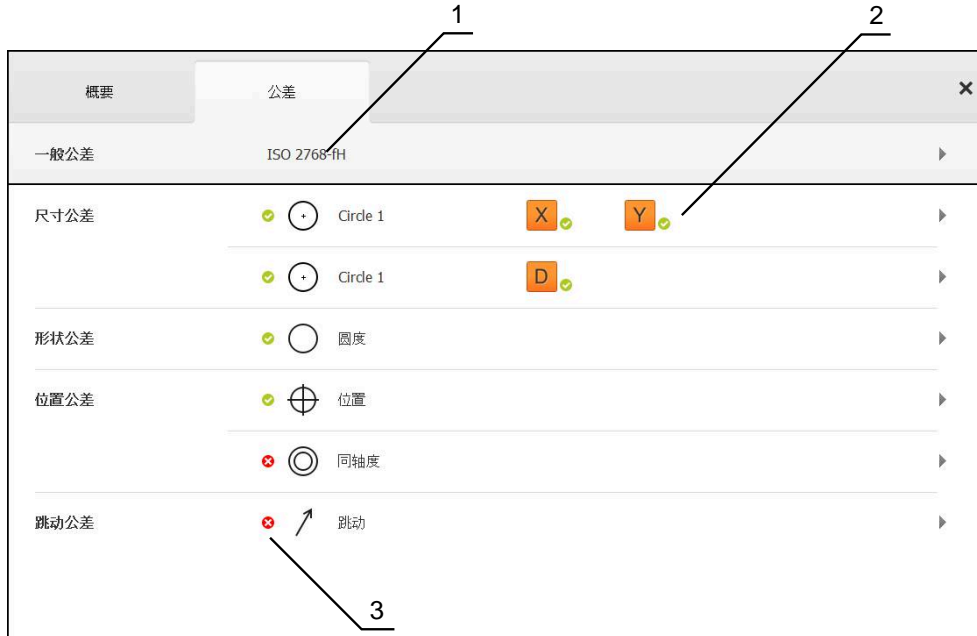 1 2
概要 公差
一般公差 ISO 2768-fH
尺寸公差 Circle 1 X Y
Circle 1 D
形状公差 圆度
位置公差 位置
同轴度
跳动公差 跳动
3